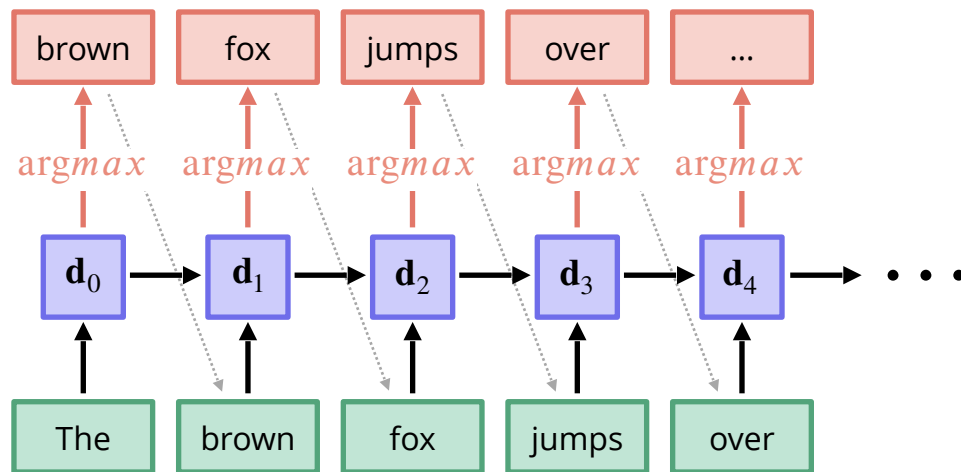 brown fox jumps over ...
argmax argmax argmax argmax argmax
d₀ d₁ d₂ d₃ d₄ • • •
The brown fox jumps over